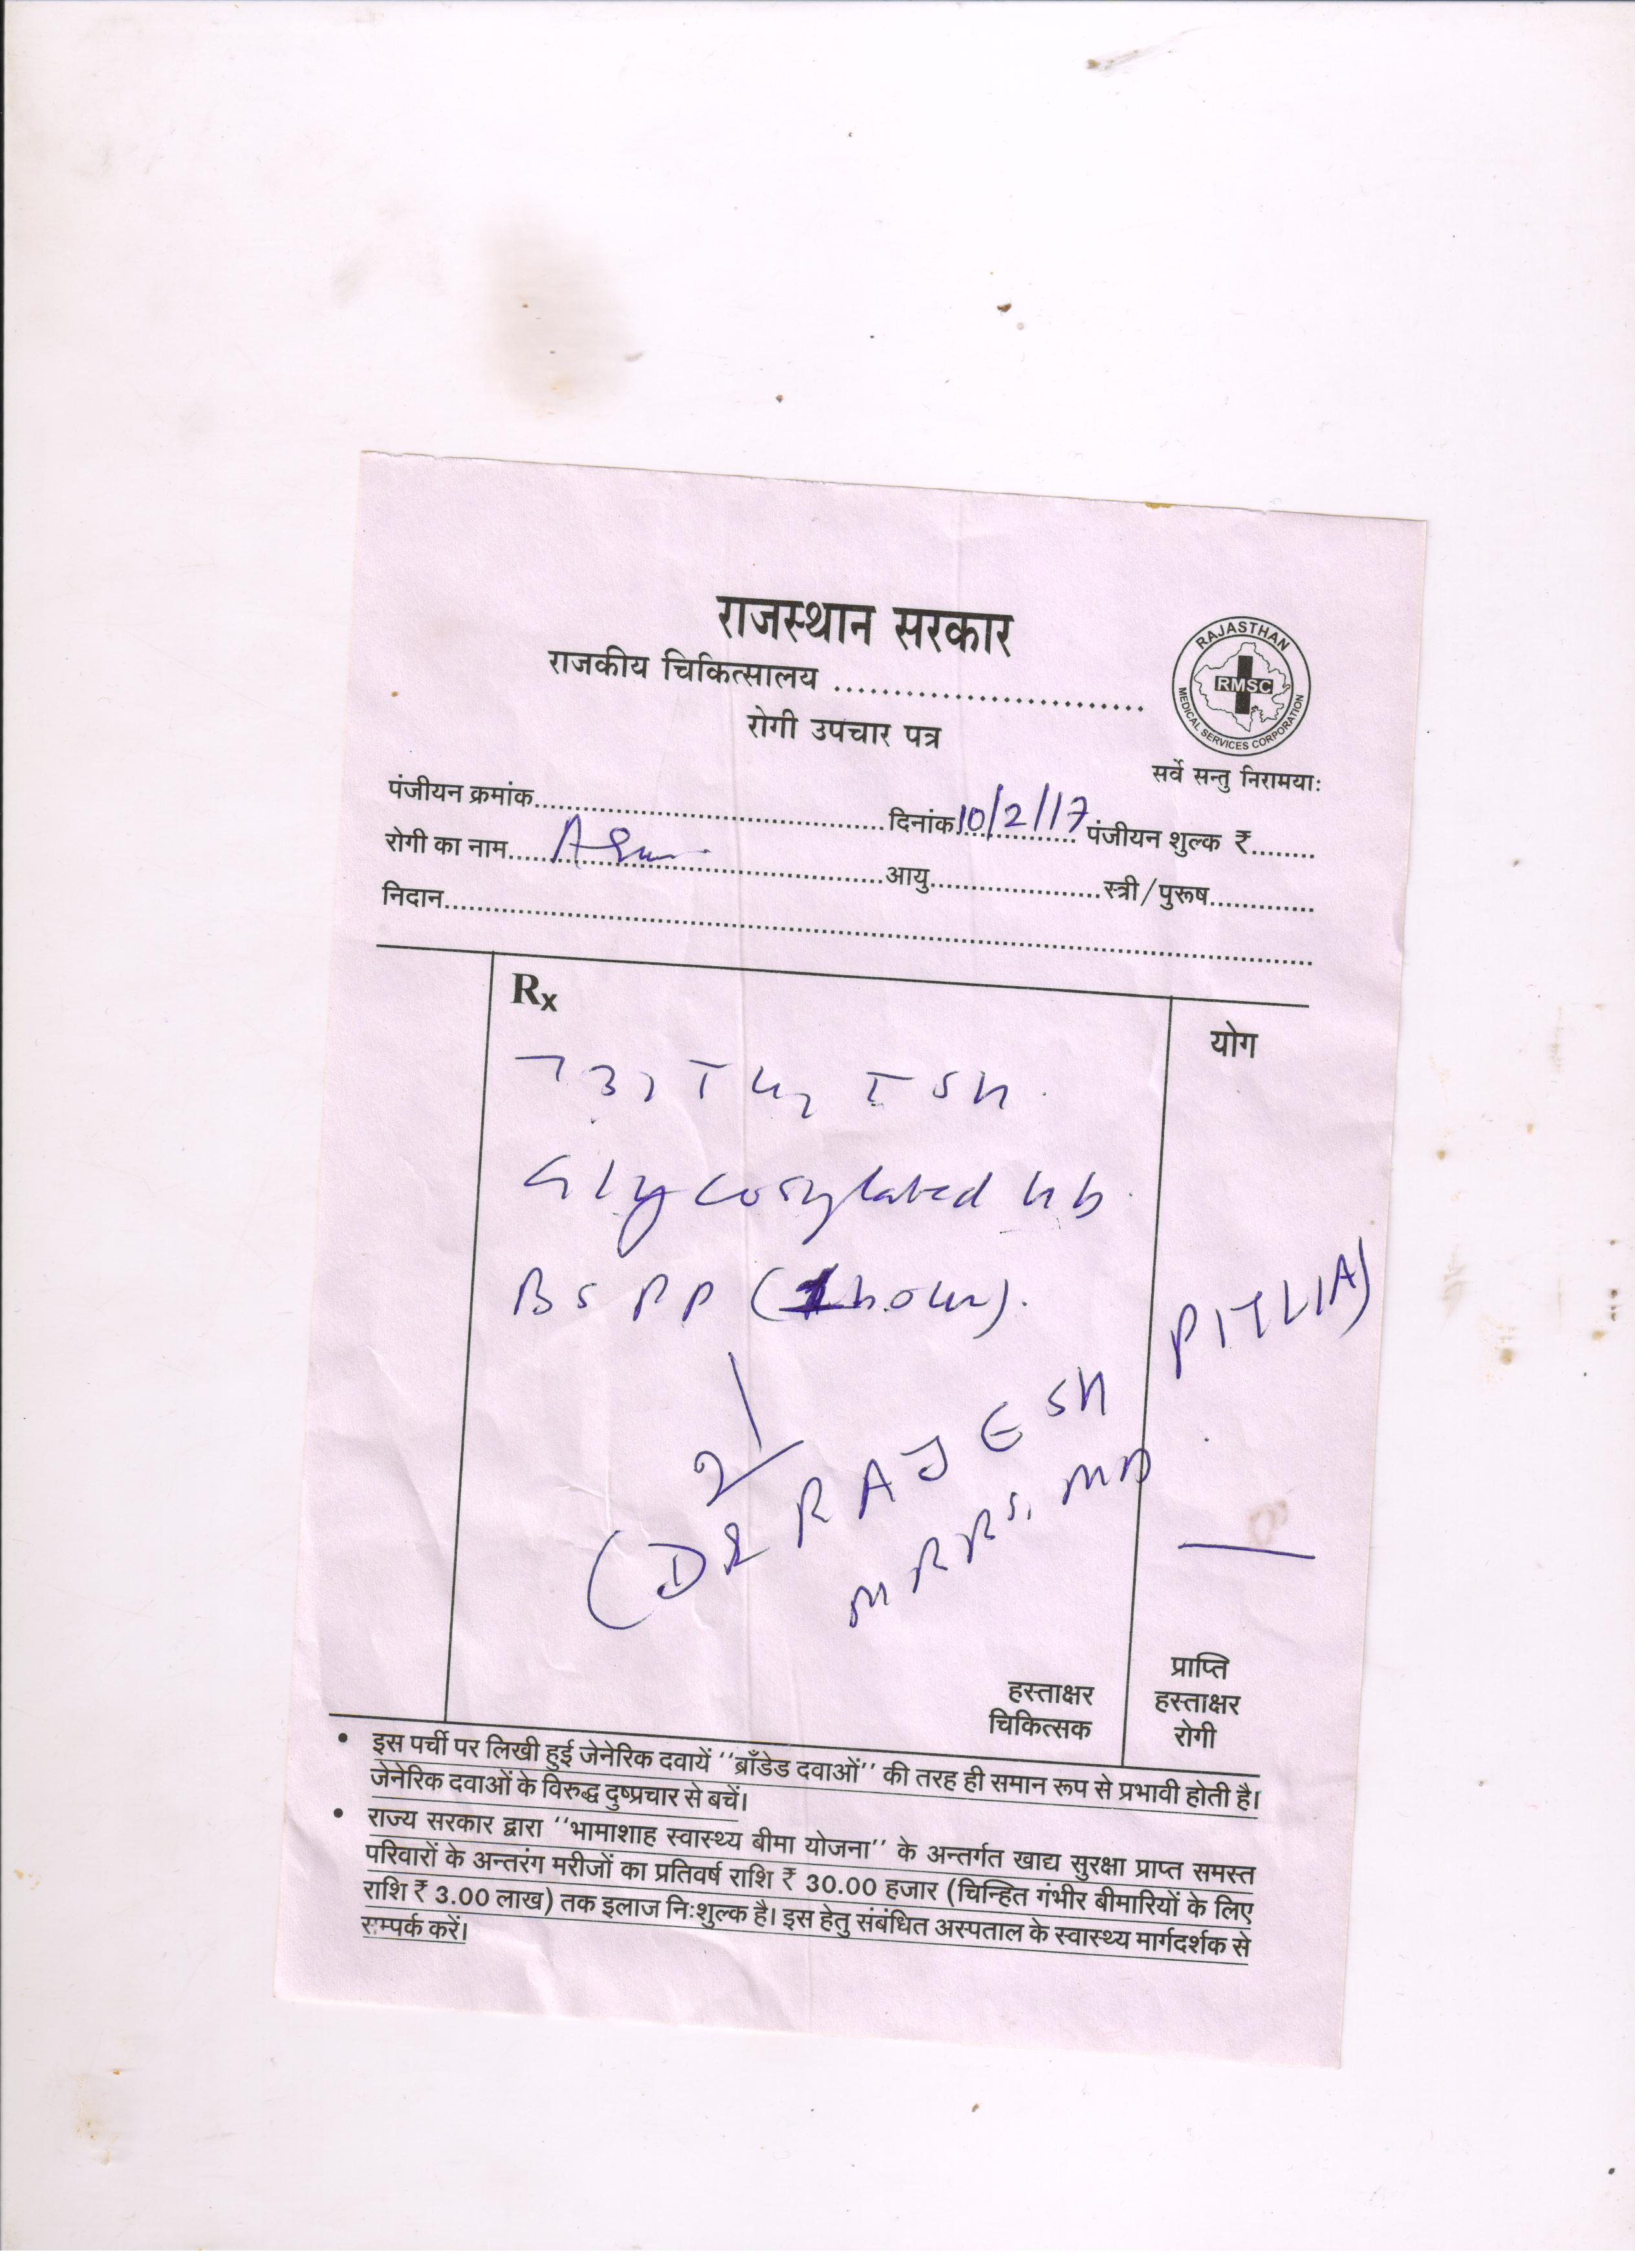 राजस्थान सरकार
राजकीय चिकित्सालय ..........................
रोगी उपचार पत्र
RAJASTHAN
RMSC
MEDICAL SERVICES CORPORATION
सर्वे सन्तु निरामयाः
पंजीयन क्रमांक.......................................... दिनांक 10/2/17 पंजीयन शुल्क ₹........
रोगी का नाम............................................. आयु.................... स्त्री/पुरूष.............
निदान.....................................................................................................
Rx
योग
T3, T4, TSH.
Glycosylated Hb.
BSPP (1 hour).
(DR RAJESH PITLIA)
MBBS, MD
हस्ताक्षर
चिकित्सक
प्राप्ति
हस्ताक्षर
रोगी
• इस पर्ची पर लिखी हुई जेनेरिक दवायें ''ब्राँडेड दवाओं'' की तरह ही समान रूप से प्रभावी होती है।
जेनेरिक दवाओं के विरुद्ध दुष्प्रचार से बचें।
• राज्य सरकार द्वारा ''भामाशाह स्वास्थ्य बीमा योजना'' के अन्तर्गत खाद्य सुरक्षा प्राप्त समस्त
परिवारों के अन्तरंग मरीजों का प्रतिवर्ष राशि ₹ 30.00 हजार (चिन्हित गंभीर बीमारियों के लिए
राशि ₹ 3.00 लाख) तक इलाज निःशुल्क है। इस हेतु संबंधित अस्पताल के स्वास्थ्य मार्गदर्शक से
सम्पर्क करें।